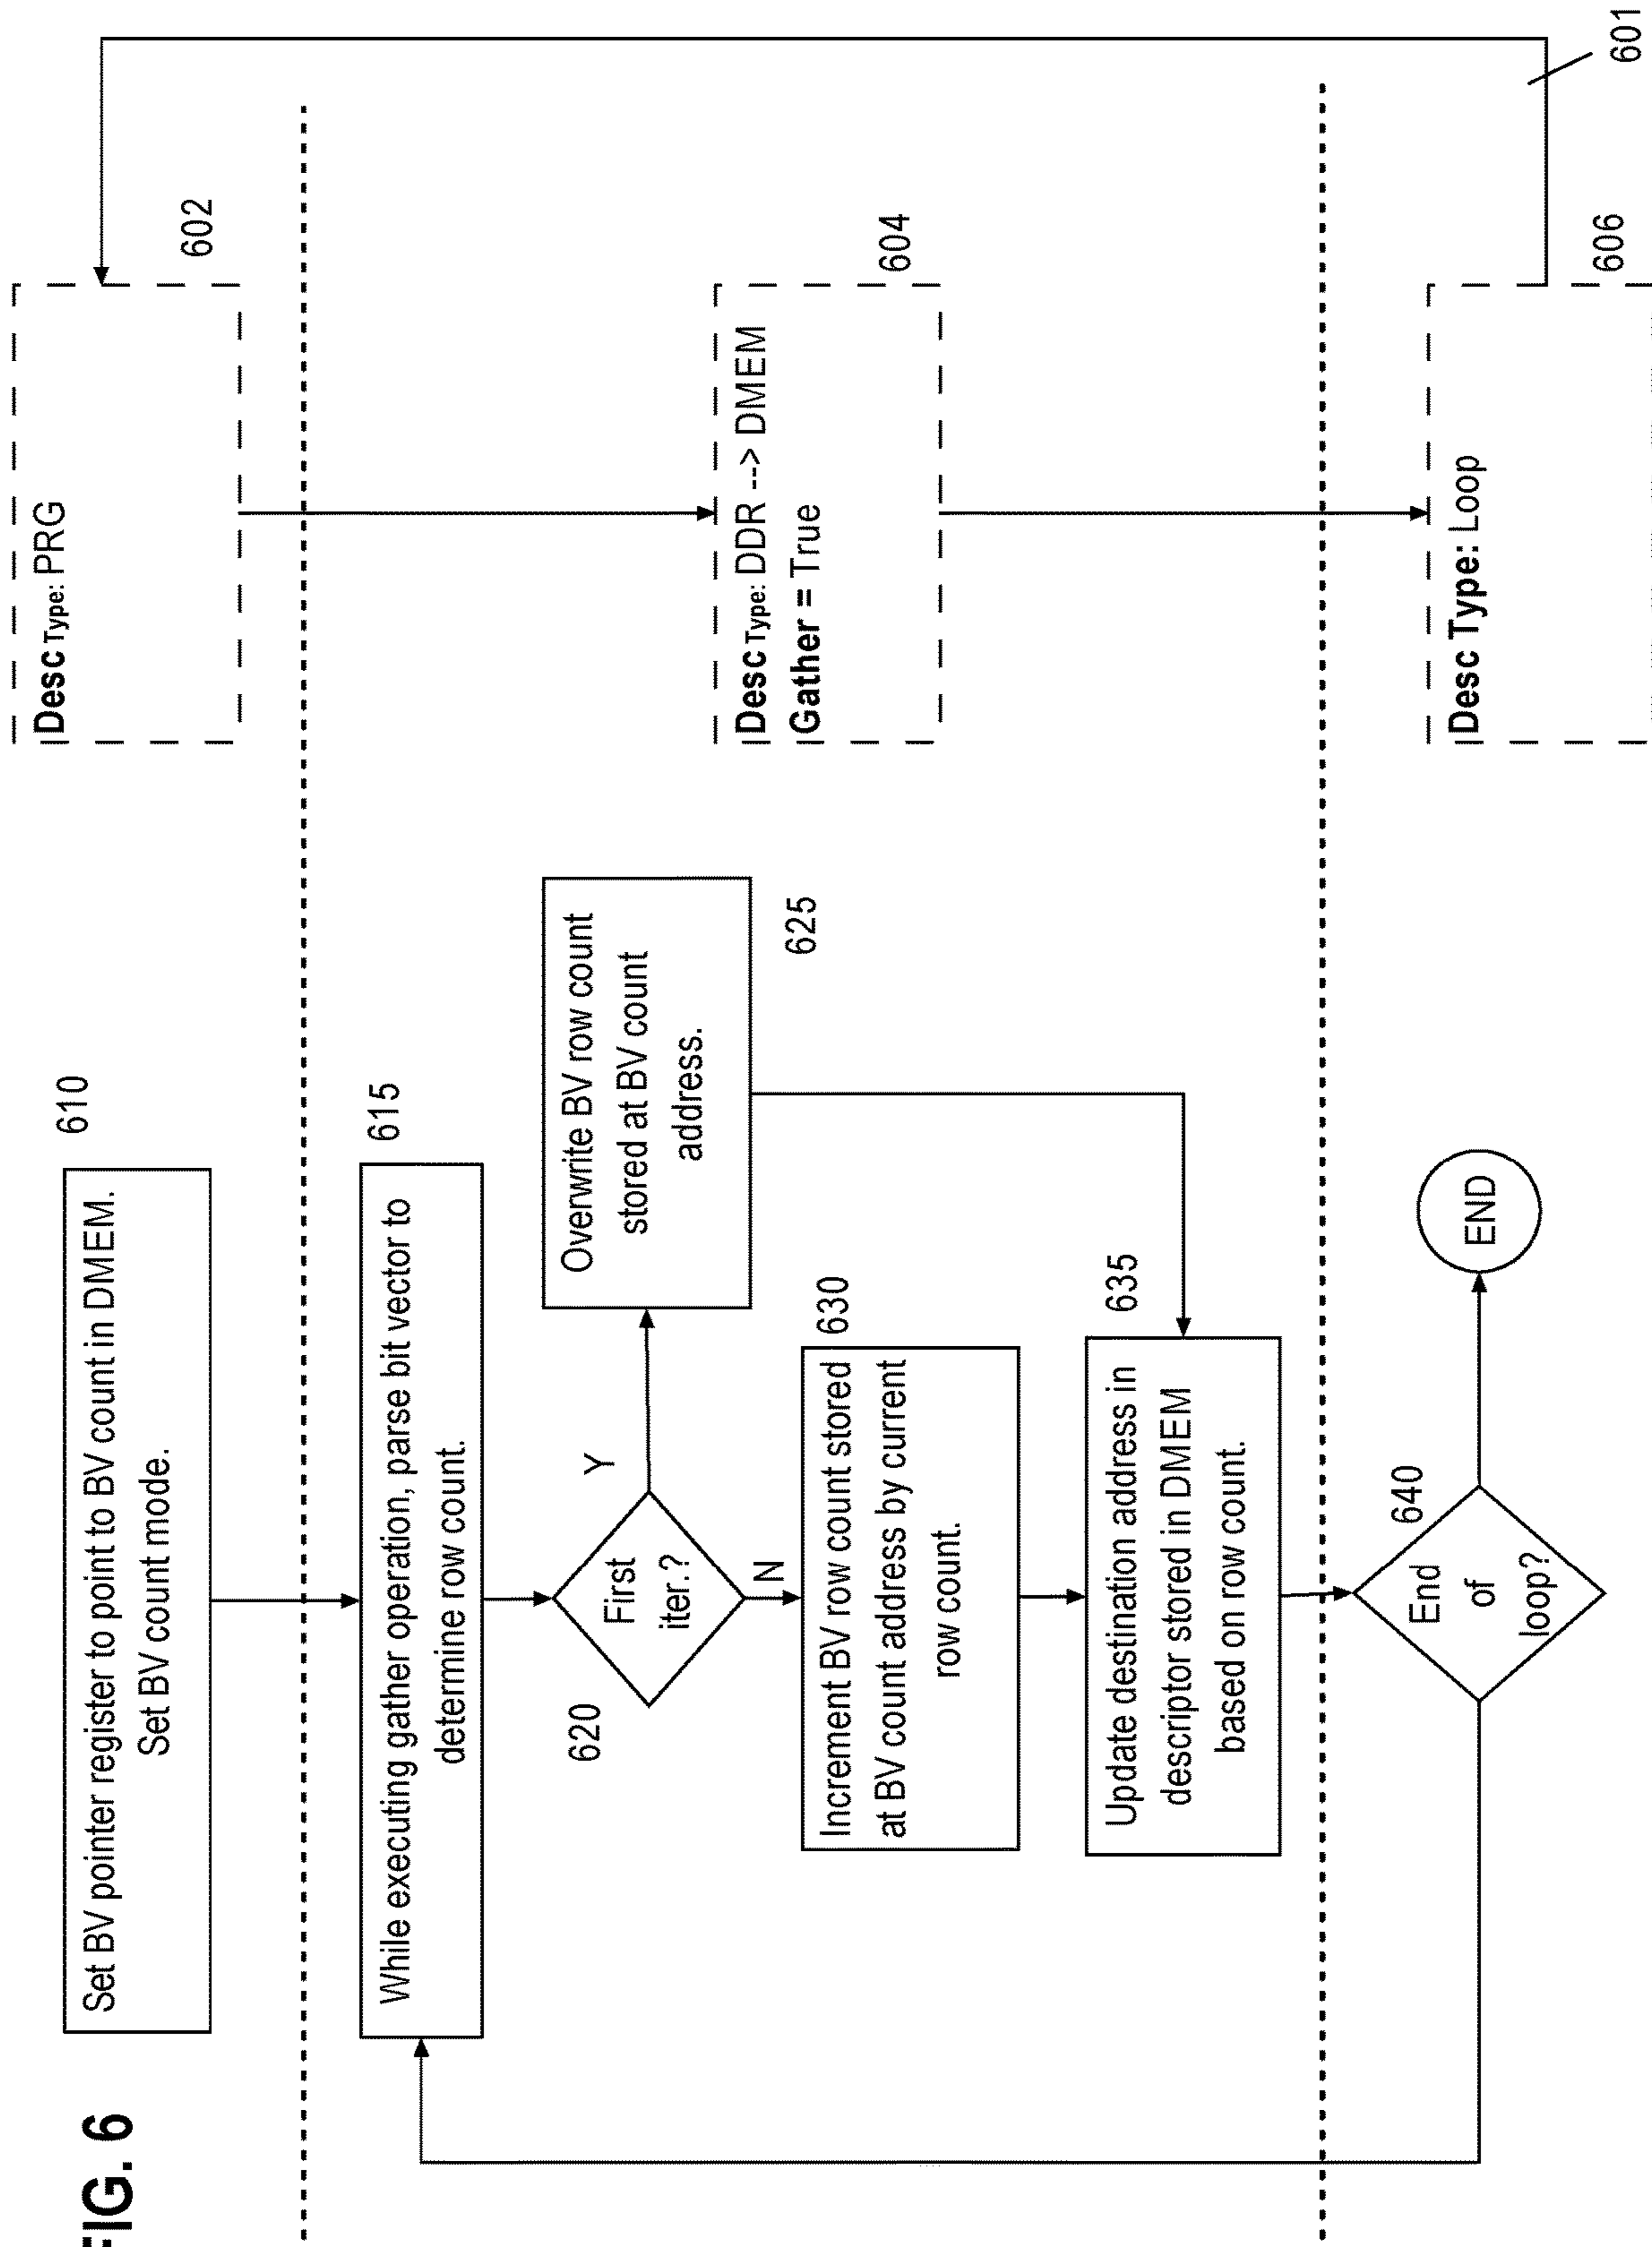 FIG. 6
Set BV pointer register to point to BV count in DMEM.
Set BV count mode.
610
While executing gather operation, parse bit vector to
determine row count.
615
First
iter.?
620
Y
N
Overwrite BV row count
stored at BV count
address.
625
Increment BV row count stored
at BV count address by current
row count.
630
Update destination address in
descriptor stored in DMEM
based on row count.
635
End
of
loop?
640
END
Desc Type: PRG
602
Desc Type: DDR --> DMEM
Gather = True
604
Desc Type: Loop
606
601